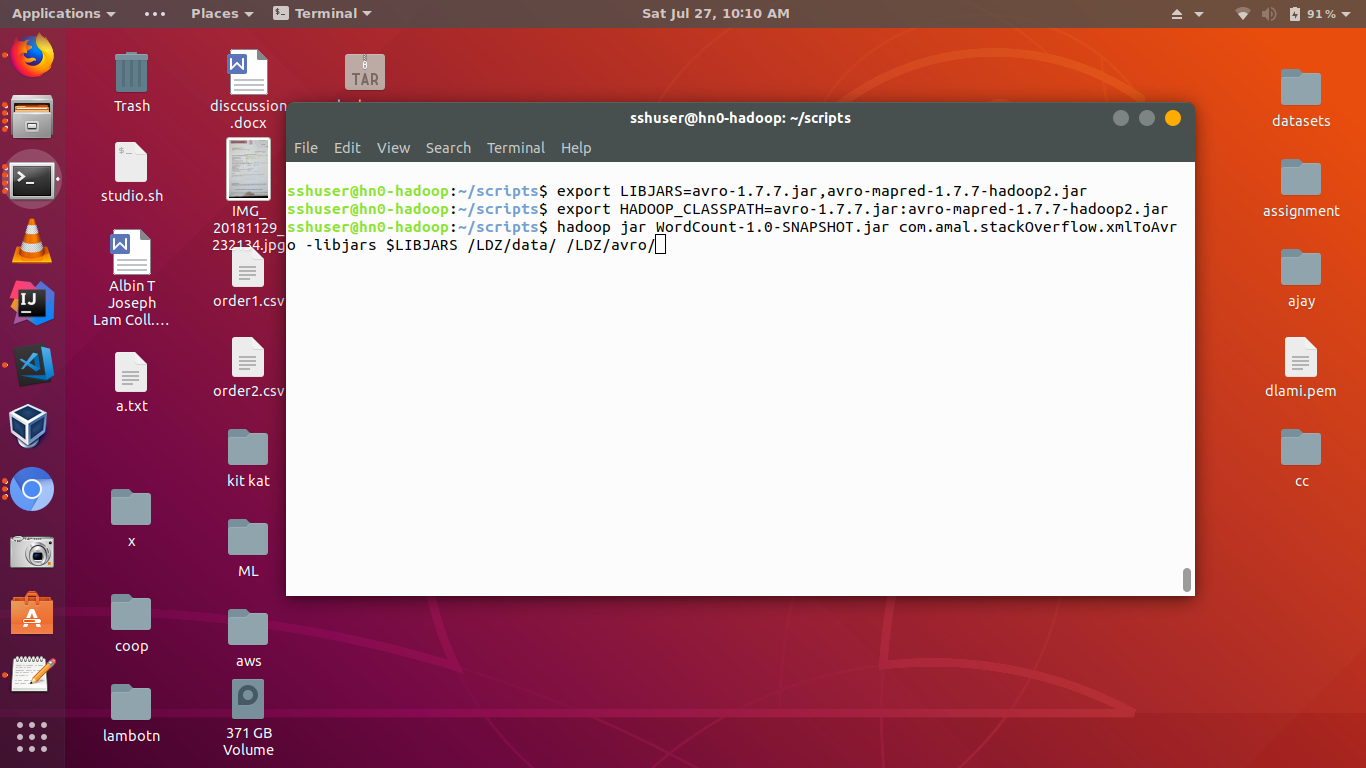 Applications
Places
Terminal
Sat Jul 27, 10:10 AM
91 %
Trash
disccussion
.docx
TAR
studio.sh
IMG_
20181129_
232134.jpg
Albin T
Joseph
Lam Coll.…
order1.csv
a.txt
order2.csv
kit kat
x
ML
coop
aws
lambotn
371 GB
Volume
sshuser@hn0-hadoop: ~/scripts
File Edit View Search Terminal Help
sshuser@hn0-hadoop:~/scripts$ export LIBJARS=avro-1.7.7.jar,avro-mapred-1.7.7-hadoop2.jar
sshuser@hn0-hadoop:~/scripts$ export HADOOP_CLASSPATH=avro-1.7.7.jar:avro-mapred-1.7.7-hadoop2.jar
sshuser@hn0-hadoop:~/scripts$ hadoop jar WordCount-1.0-SNAPSHOT.jar com.amal.stackOverflow.xmlToAvr
o -libjars $LIBJARS /LDZ/data/ /LDZ/avro/
datasets
assignment
ajay
dlami.pem
cc